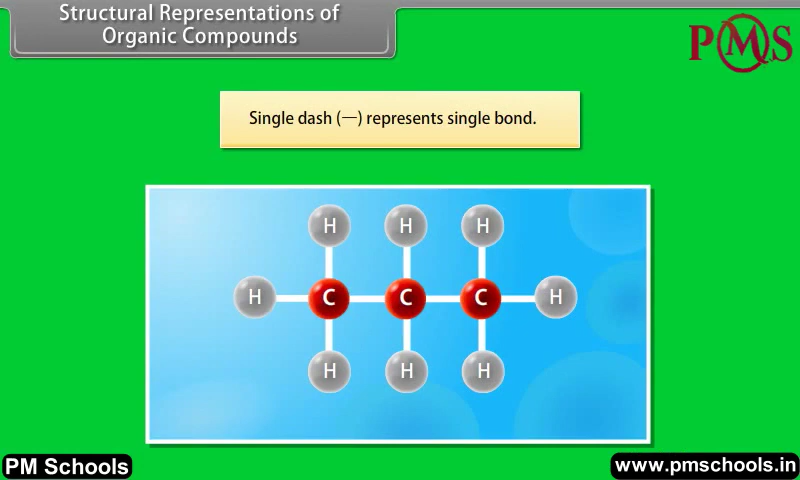 Structural Representations of
Organic Compounds
PMS
Single dash (—) represents single bond.
H H H
H C C C H
H H H
PM Schools
www.pmschools.in